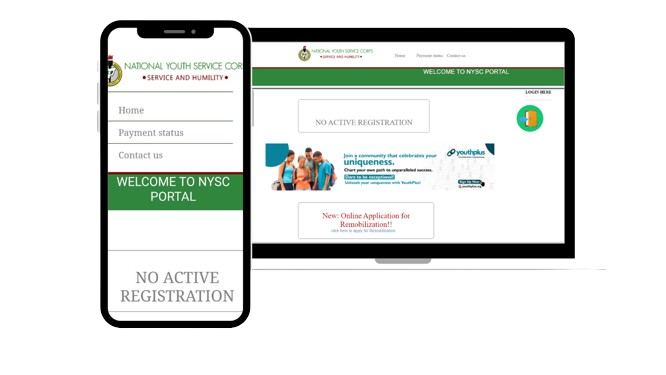 NATIONAL YOUTH SERVICE COR
•SERVICE AND HUMILITY•
Home
Payment status
Contact us
WELCOME TO NYSC
PORTAL
NO ACTIVE
REGISTRATION
NATIONAL YOUTH SERVICE CORPS
•SERVICE AND HUMILITY•
Home Payment status Contact us
WELCOME TO NYSC PORTAL
LOGIN HERE
NO ACTIVE REGISTRATION
Join a community that celebrates your
uniqueness.
Chart your own path to unparalleled success.
Dare to be exceptional!
Unleash your uniqueness with YouthPlus
youthplus
Sign Up Now
New: Online Application for
Remobilization!!
click here to apply for Remobilization